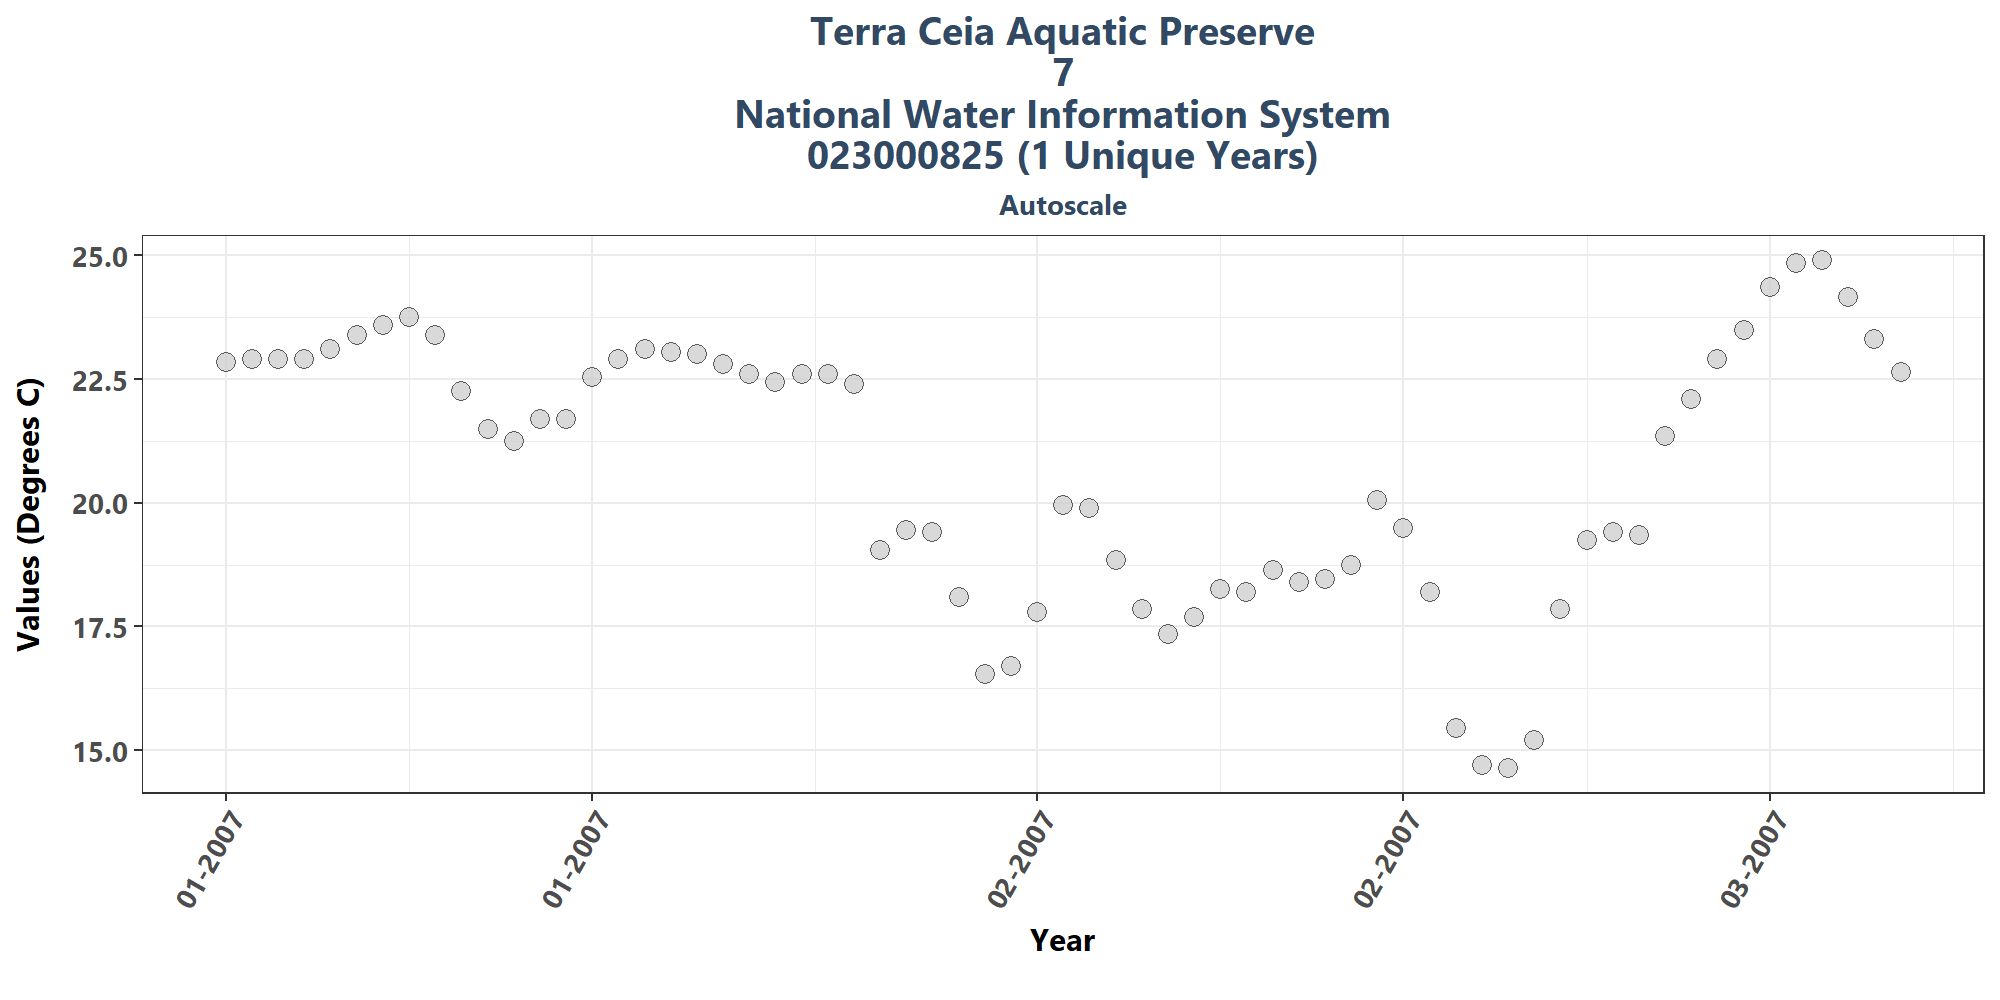 Terra Ceia Aquatic Preserve
7
National Water Information System
023000825 (1 Unique Years)
Autoscale
Values (Degrees C)
25.0
22.5
20.0
17.5
15.0
01-2007
01-2007
02-2007
02-2007
03-2007
Year